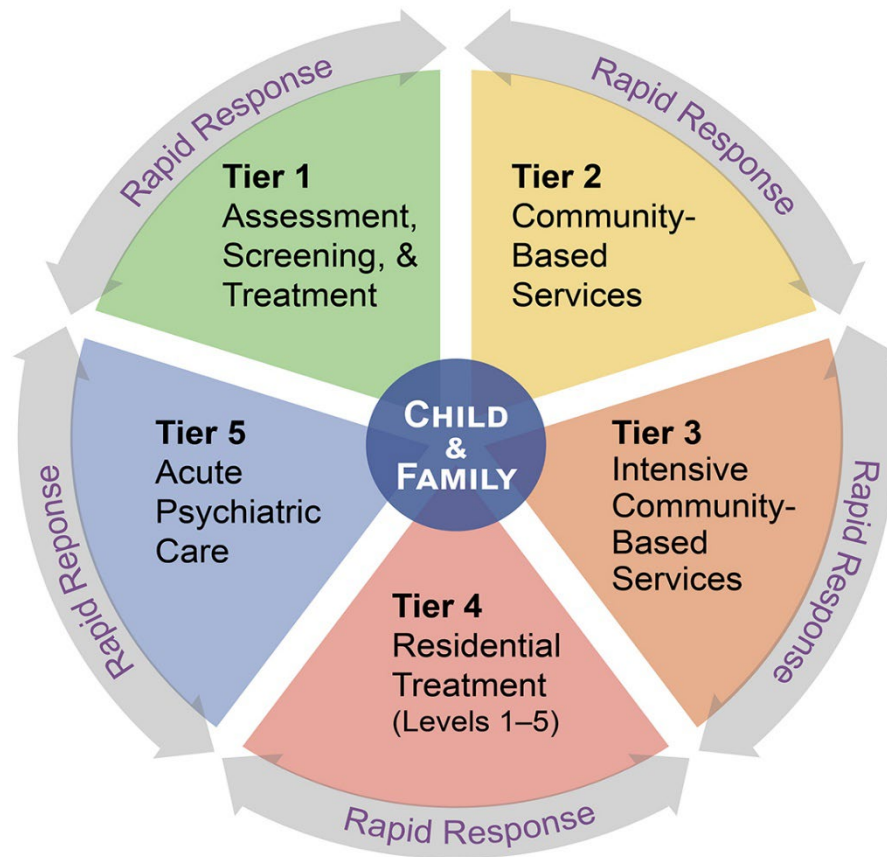 Rapid Response
Rapid Response
Tier 1
Assessment,
Screening, &
Treatment
Tier 2
Community-
Based
Services
CHILD
&
FAMILY
Tier 5
Acute
Psychiatric
Care
Tier 3
Intensive
Community-
Based
Services
Rapid Reponse
Rapid Response
Tier 4
Residential
Treatment
(Levels 1–5)
Rapid Response